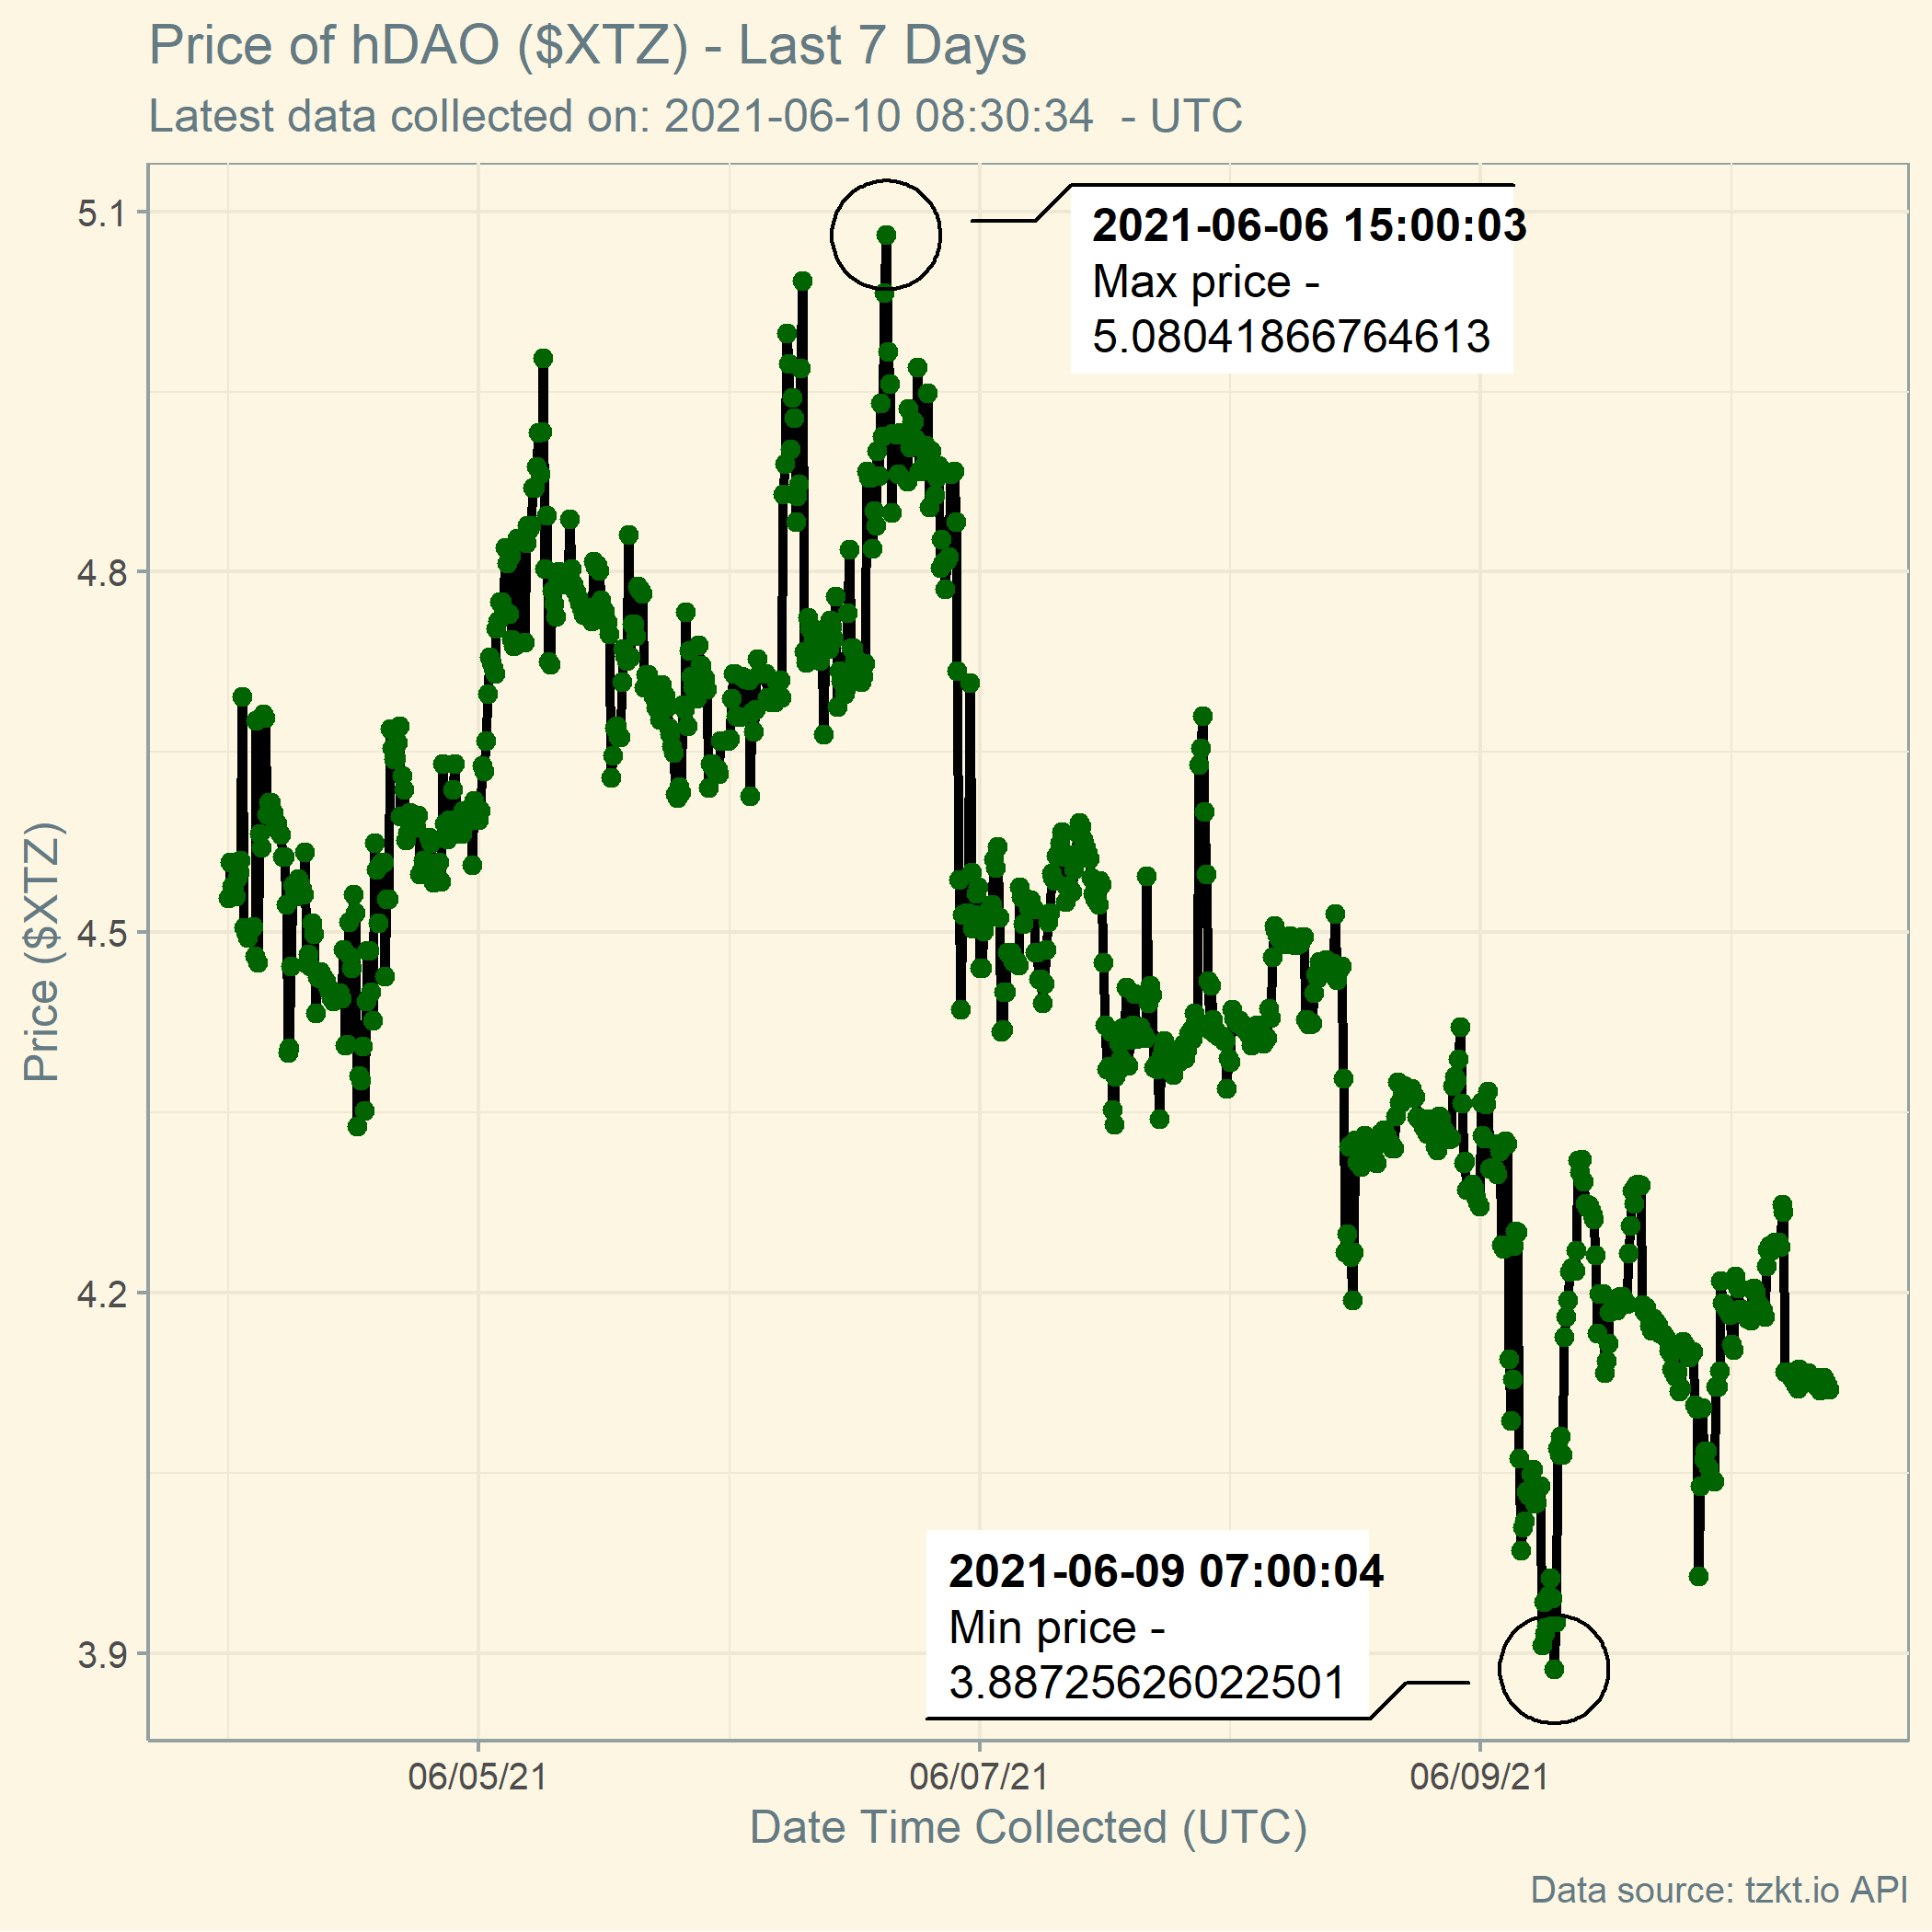 Price of hDAO ($XTZ) - Last 7 Days
Latest data collected on: 2021-06-10 08:30:34  - UTC
5.1
4.8
4.5
4.2
3.9
Price ($XTZ)
2021-06-06 15:00:03
Max price -
5.08041866764613
2021-06-09 07:00:04
Min price -
3.88725626022501
06/05/21
06/07/21
06/09/21
Date Time Collected (UTC)
Data source: tzkt.io API